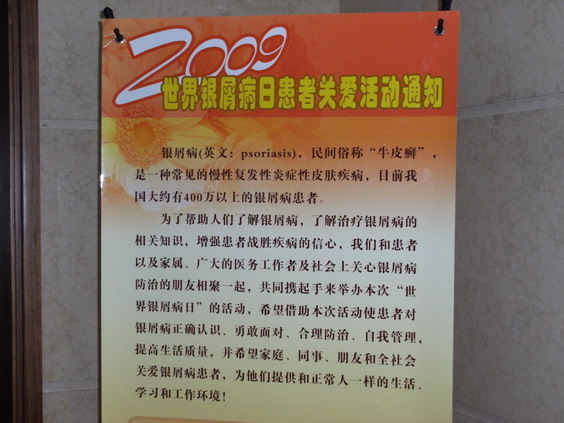 2009
世界银屑病日患者关爱活动通知
银屑病(英文：psoriasis)，民间俗称“牛皮癣”，
是一种常见的慢性复发性炎症性皮肤疾病，目前我
国大约有400万以上的银屑病患者。
为了帮助人们了解银屑病，了解治疗银屑病的
相关知识，增强患者战胜疾病的信心，我们和患者
以及家属、广大的医务工作者及社会上关心银屑病
防治的朋友相聚一起，共同携起手来举办本次“世
界银屑病日”的活动，希望借助本次活动使患者对
银屑病正确认识、勇敢面对、合理防治、自我管理，
提高生活质量，并希望家庭、同事、朋友和全社会
关爱银屑病患者，为他们提供和正常人一样的生活、
学习和工作环境!